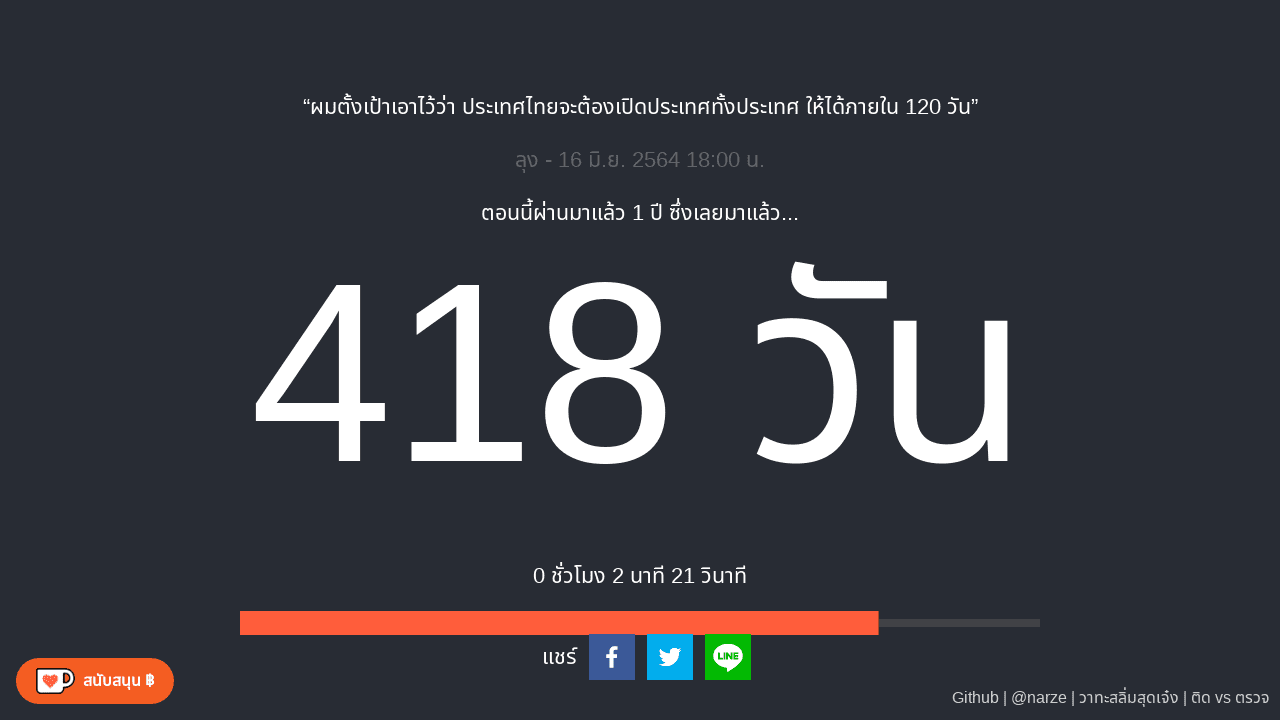 “ผมตั้งเป้าเอาไว้ว่า ประเทศไทยจะต้องเปิดประเทศทั้งประเทศ ให้ได้ภายใน 120 วัน”
ลุง - 16 มิ.ย. 2564 18:00 น.
ตอนนี้ผ่านมาแล้ว 1 ปี ซึ่งเลยมาแล้ว...
418 วัน
0 ชั่วโมง 2 นาที 21 วินาที
แชร์
LINE
สนับสนุน ฿
Github | @narze | วาทะสลิ่มสุดเจ๋ง | ติด vs ตรวจ